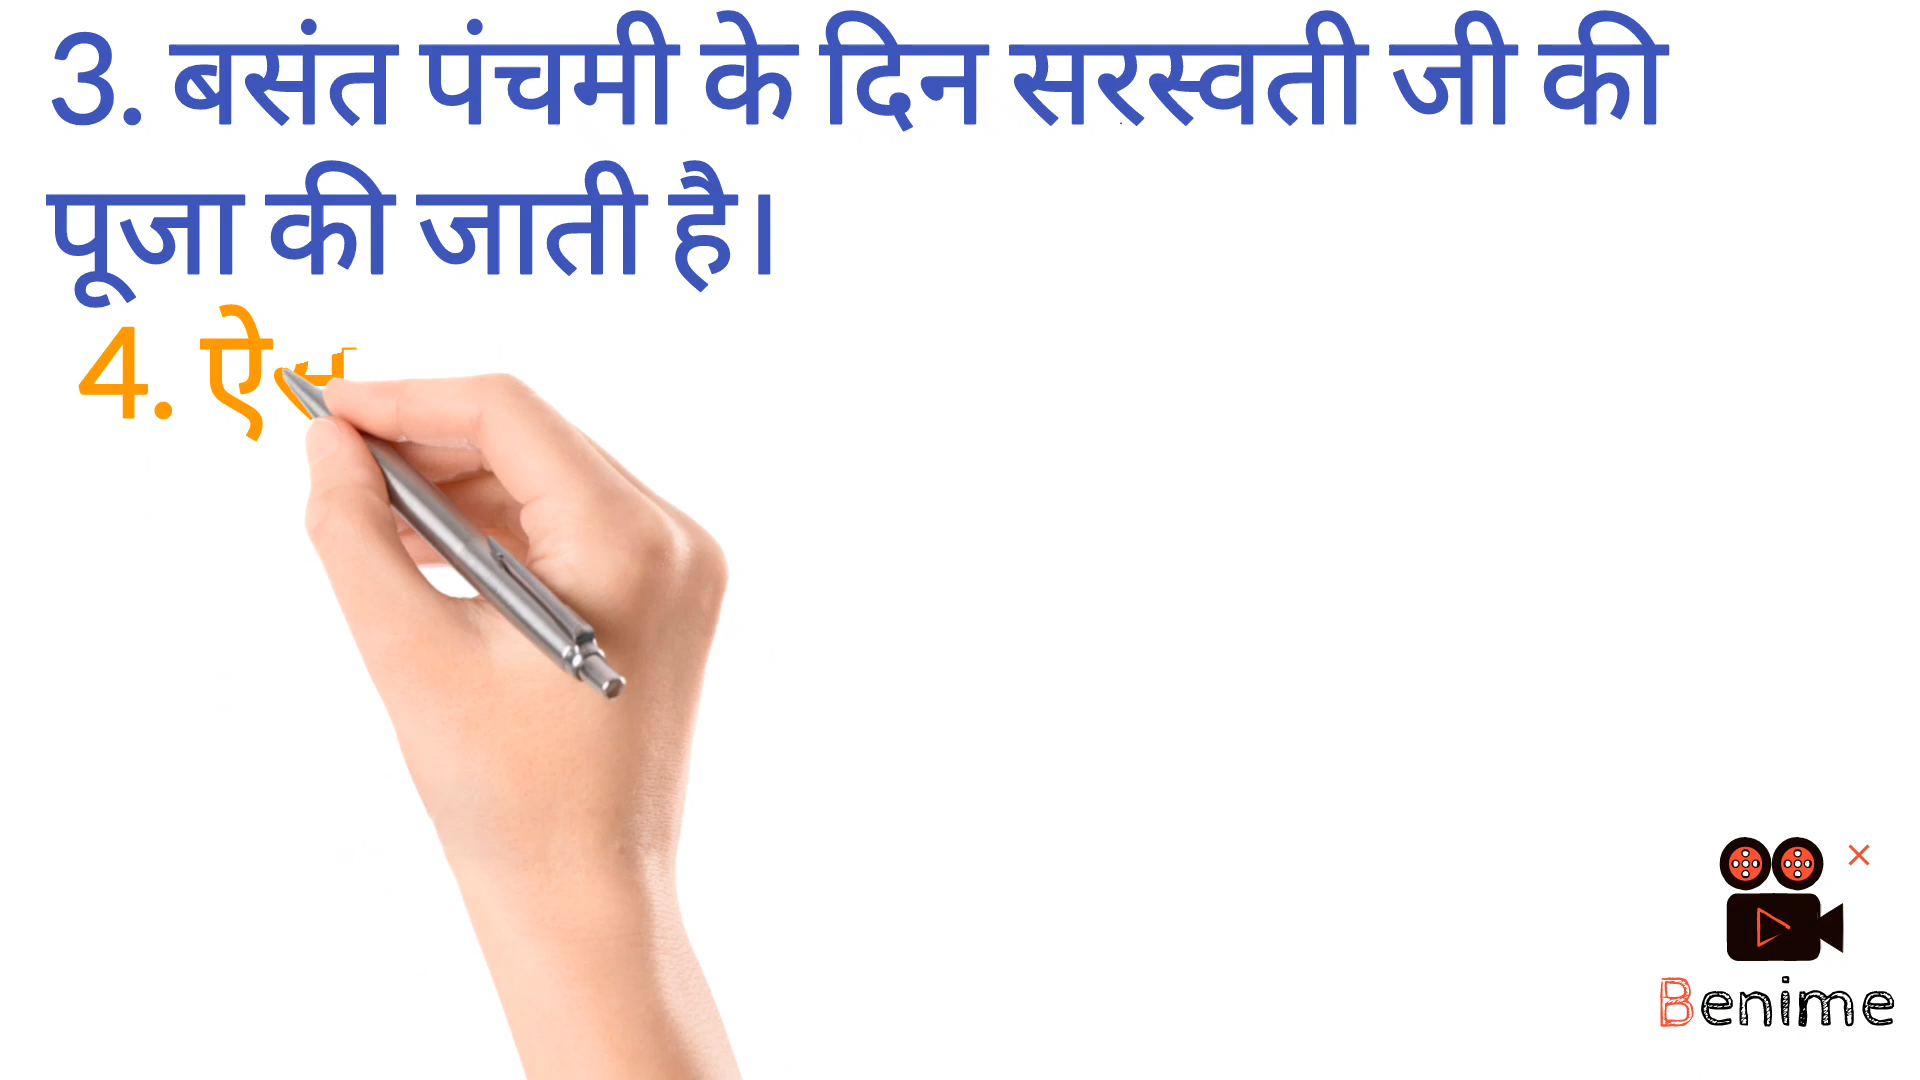 3. बसंत पंचमी के दिन सरस्वती जी की
पूजा की जाती है।
4.
Benime